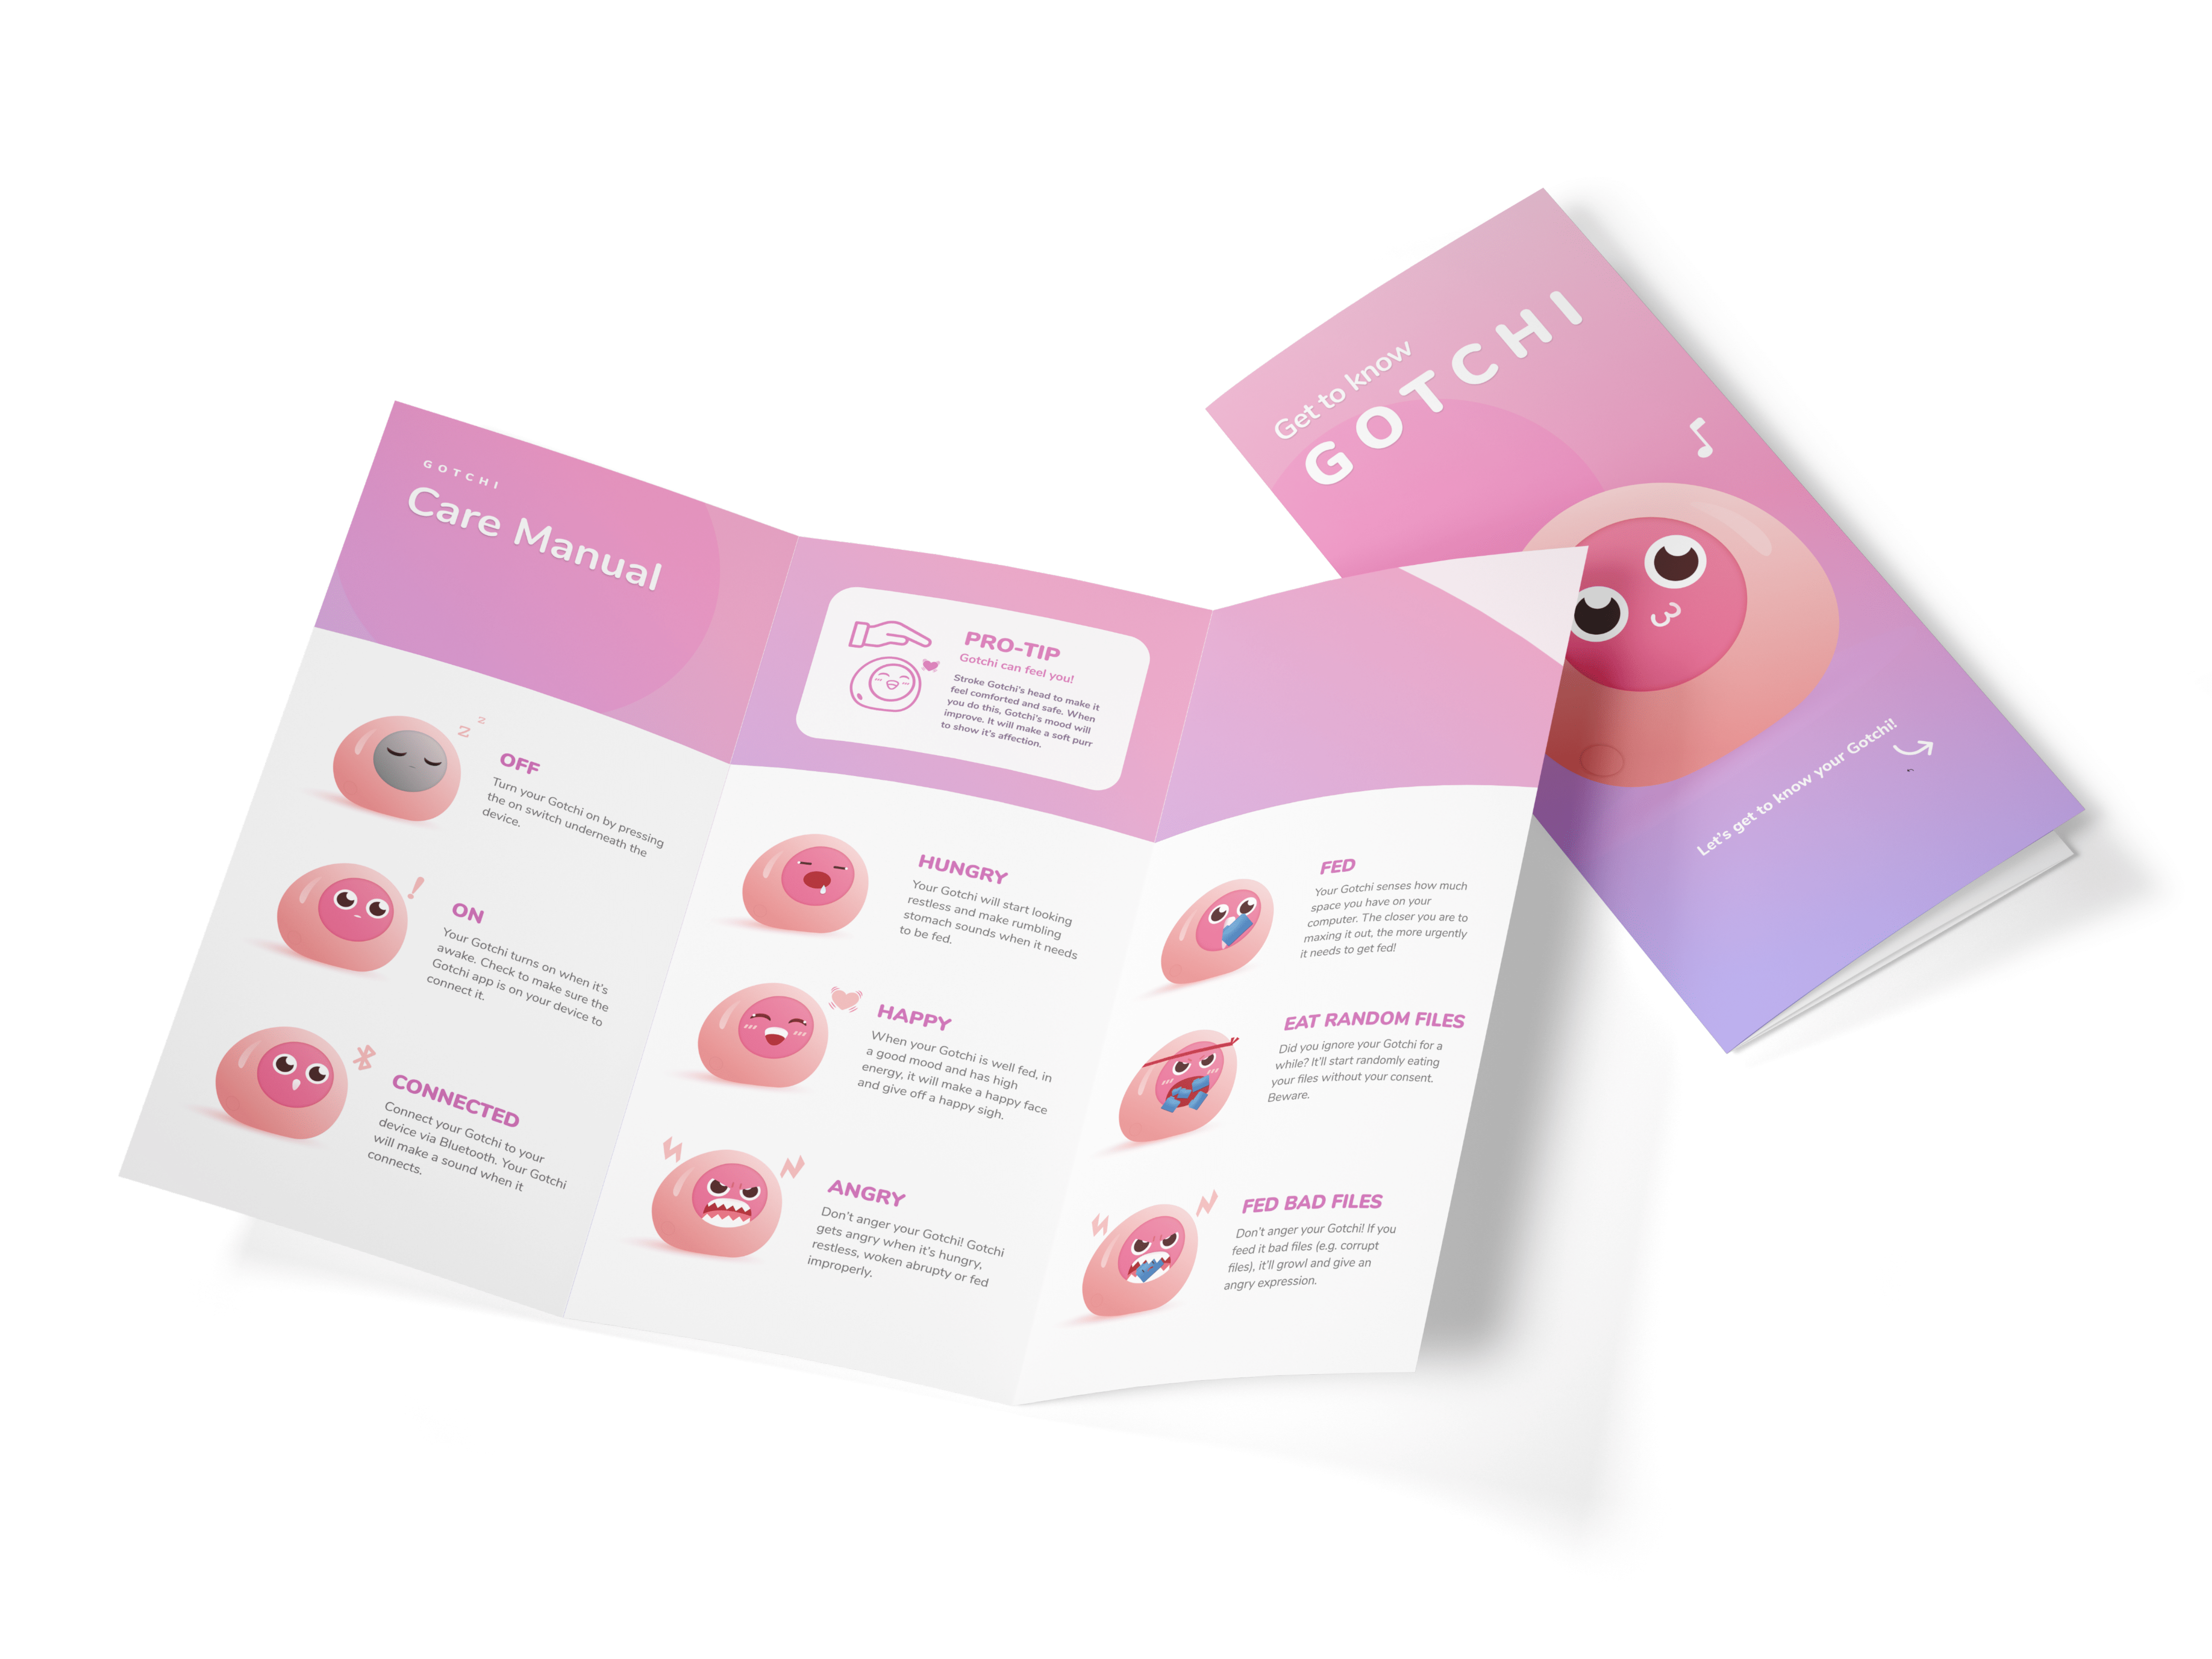 GOTCHI
Care Manual
OFF
Turn your Gotchi on by pressing
the on switch underneath the
device.
ON
Your Gotchi turns on when it's
awake. Check to make sure the
Gotchi app is on your device to
connect it.
CONNECTED
Connect your Gotchi to your
device via Bluetooth. Your Gotchi
will make a sound when it
connects.
PRO-TIP
Gotchi can feel you!
Stroke Gotchi's head to make it
feel comforted and safe. When
you do this, Gotchi's mood will
improve. It will make a soft purr
to show it's affection.
HUNGRY
Your Gotchi will start looking
restless and make rumbling
stomach sounds when it needs
to be fed.
HAPPY
When your Gotchi is well fed, in
a good mood and has high
energy, it will make a happy face
and give off a happy sigh.
ANGRY
Don't anger your Gotchi! Gotchi
gets angry when it's hungry,
restless, woken abrupty or fed
improperly.
FED
Your Gotchi senses how much
space you have on your
computer. The closer you are to
maxing it out, the more urgently
it needs to get fed!
EAT RANDOM FILES
Did you ignore your Gotchi for a
while? It'll start randomly eating
your files without your consent.
Beware.
FED BAD FILES
Don't anger your Gotchi! If you
feed it bad files (e.g. corrupt
files), it'll growl and give an
angry expression.
Get to know
GOTCHI
Let's get to know your Gotchi!
z z